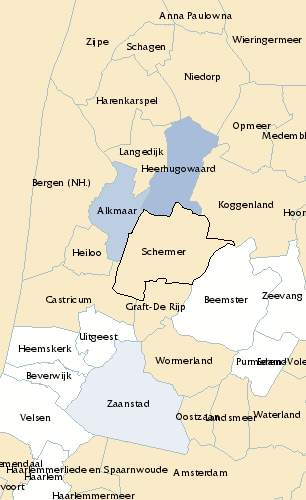 Anna Paulowna
Zijpe
Wieringermeer
Schagen
Niedorp
Harenkarspel
Opmeer
Medemb
Langedijk
Heerhugowaard
Bergen (NH.)
Koggenland
Alkmaar
Hoor
Heiloo
Schermer
Zeevang
Castricum
Beemster
Graft-De Rijp
Uitgeest
Heemskerk
Wormerland
Purmerend
Edam-Vole
Beverwijk
Zaanstad
Velsen
Oostzaan
Landsmeer
Waterland
Haarlemmerliede en Spaarnwoude
Amsterdam
Haarlem
voort
Haarlemmermeer